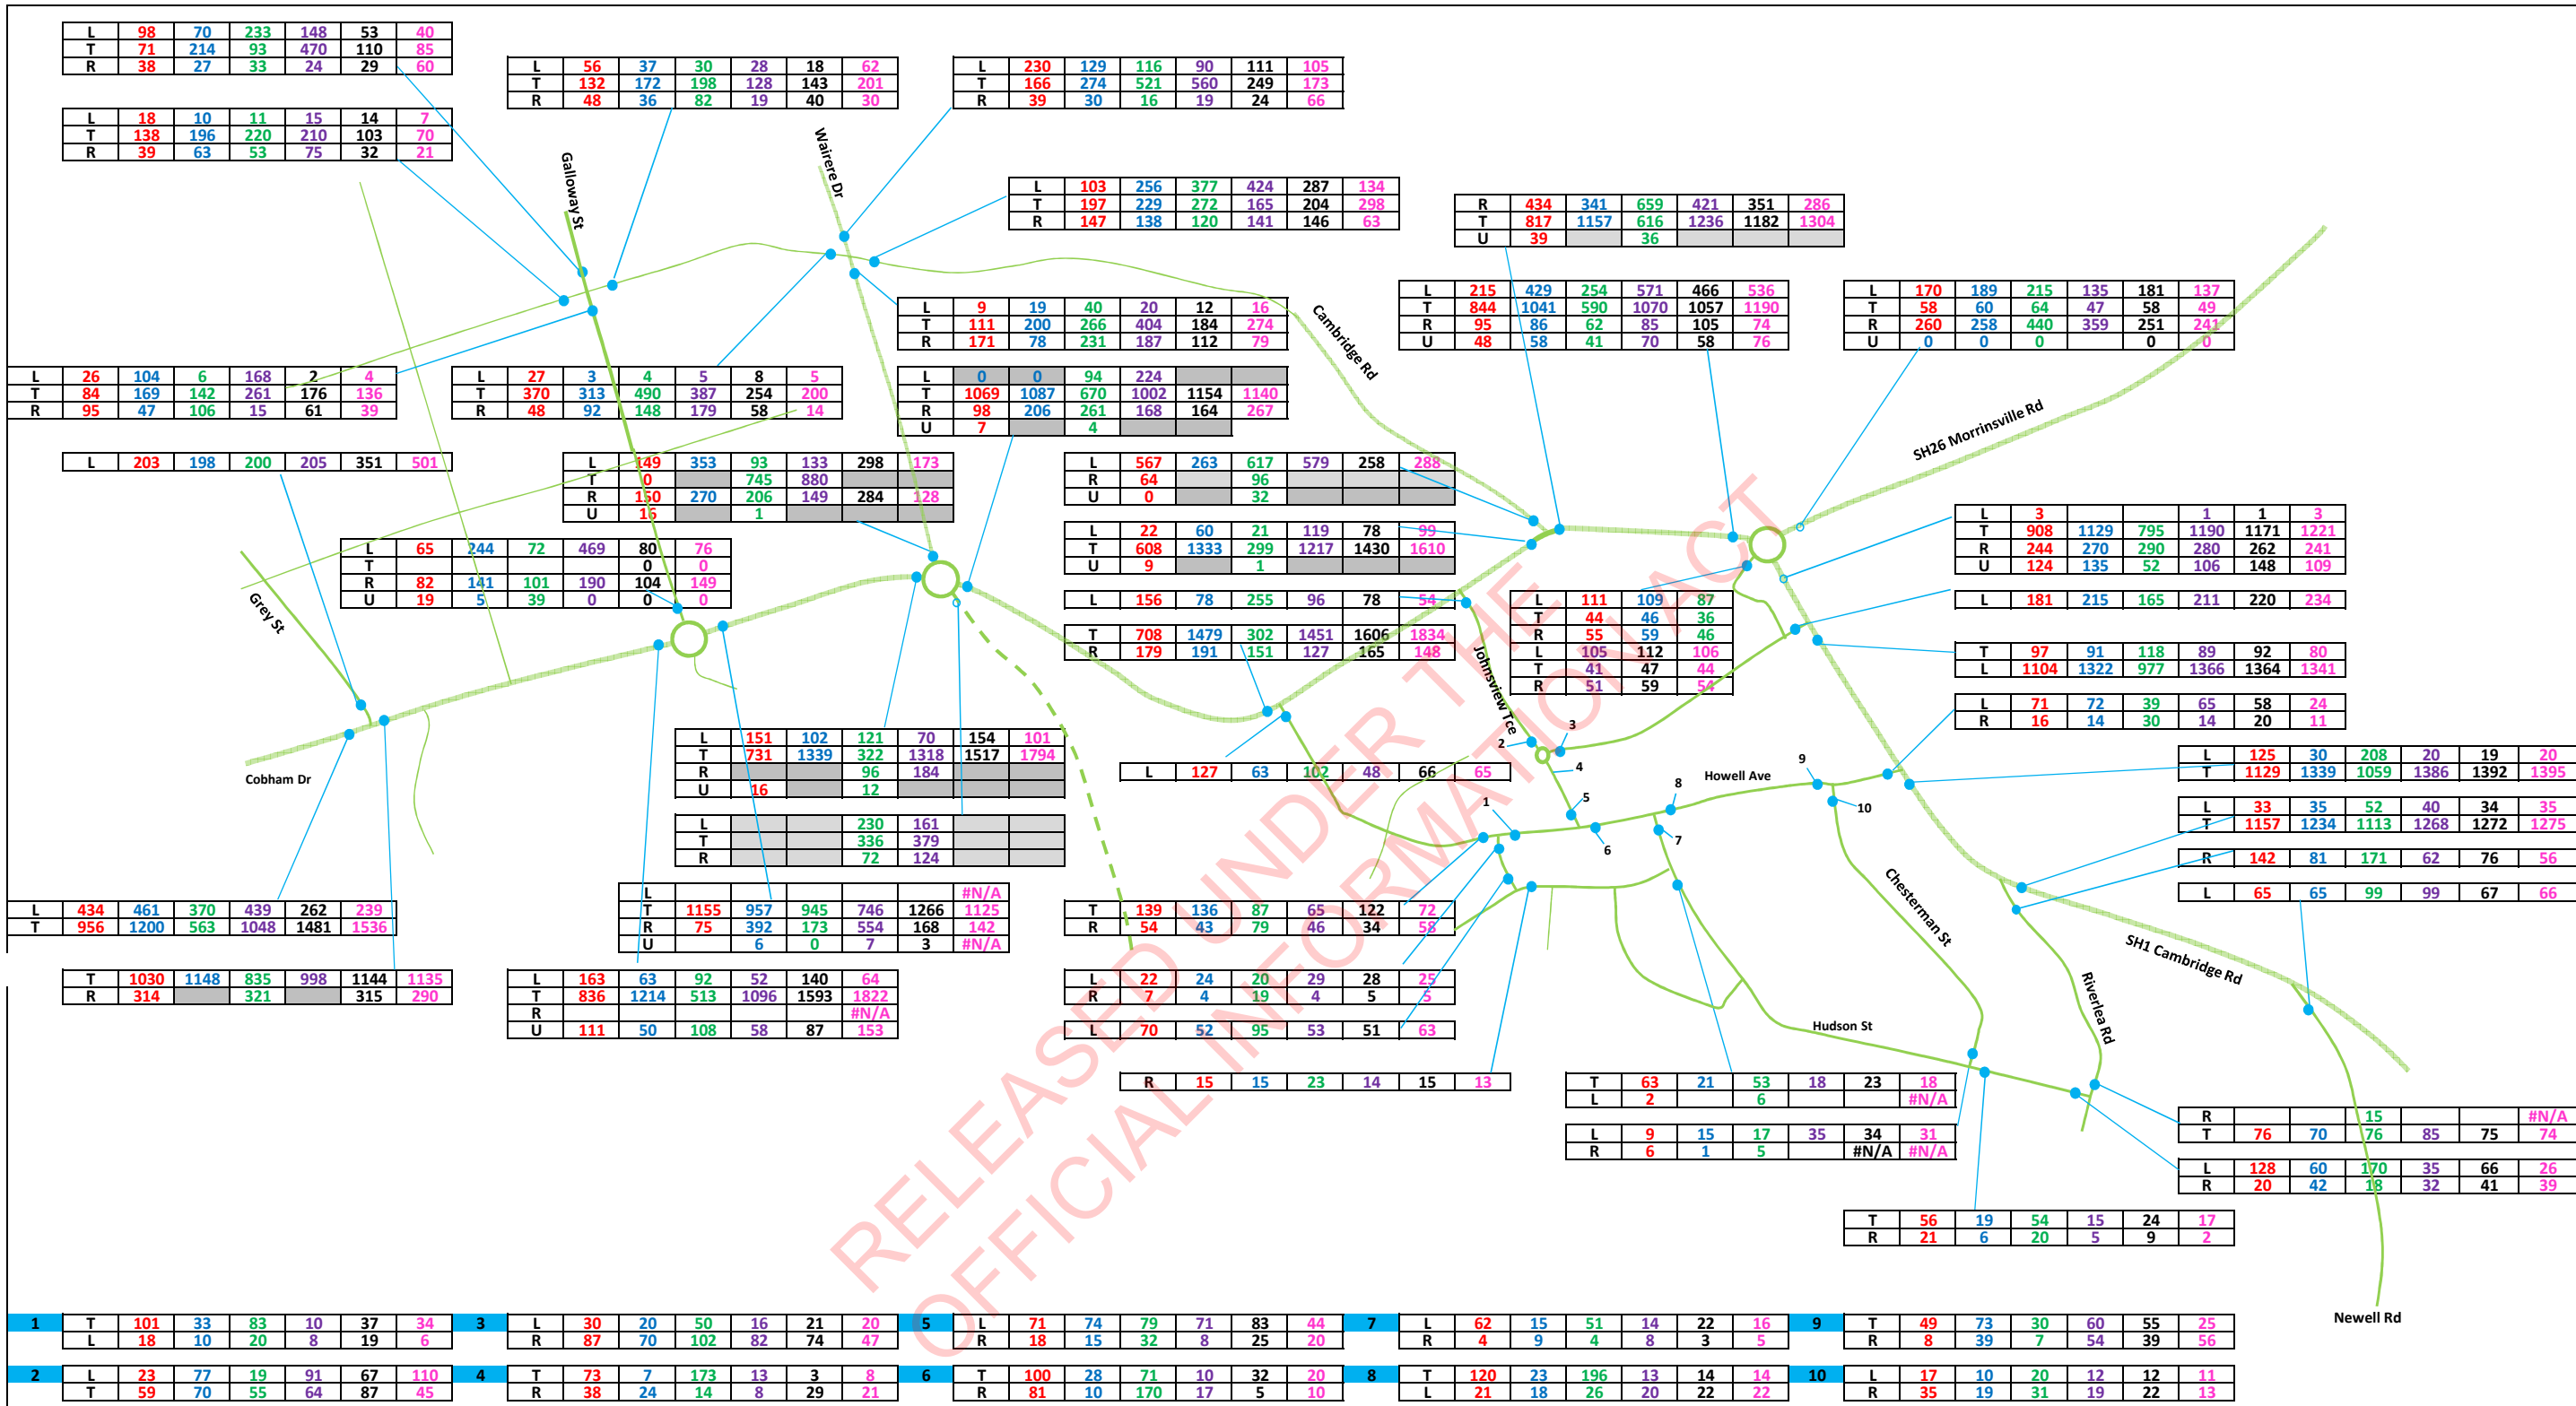 L 98 70 233 148 53 40
T 71 214 93 470 110 85
R 38 27 33 24 29 60
L 56 37 30 28 18 62
T 132 172 198 128 143 201
R 48 36 82 19 40 30
L 230 129 116 90 111 105
T 166 274 521 560 249 173
R 39 30 16 19 24 66
L 18 10 11 15 14 7
T 138 196 220 210 103 70
R 39 63 53 75 32 21
Galloway St
Wairere Dr
L 103 256 377 424 287 134
T 197 229 272 165 204 298
R 147 138 120 141 146 63
R 434 341 659 421 351 286
T 817 1157 616 1236 1182 1304
U 39 36
L 9 19 40 20 12 16
T 111 200 266 404 184 274
R 171 78 231 187 112 79
Cambridge Rd
L 215 429 254 571 466 536
T 844 1041 590 1070 1057 1190
R 95 86 62 85 105 74
U 48 58 41 70 58 76
L 170 189 215 135 181 137
T 58 60 64 47 58 49
R 260 258 440 359 251 241
U 0 0 0 0 0
L 26 104 6 168 2 4
T 84 169 142 261 176 136
R 95 47 106 15 61 39
L 27 3 4 5 8 5
T 370 313 490 387 254 200
R 48 92 148 179 58 14
L 0 0 94 224
T 1069 1087 670 1002 1154 1140
R 98 206 261 168 164 267
U 7 4
SH26 Morrinsville Rd
L 203 198 200 205 351 501
L 149 353 93 133 298 173
T 0 745 880
R 150 270 206 149 284 128
U 16 1
L 567 263 617 579 258 288
R 64 96
U 0 32
L 22 60 21 119 78 99
T 608 1333 299 1217 1430 1610
U 9 1
L 3 1 1 3
T 908 1129 795 1190 1171 1221
R 244 270 290 280 262 241
U 124 135 52 106 148 109
L 65 244 72 469 80 76
T 0 0
R 82 141 101 190 104 149
U 19 5 39 0 0 0
Grey St
L 156 78 255 96 78 54
T 708 1479 302 1451 1606 1834
R 179 191 151 127 165 148
Johnsview Tce
L 111 109 87
T 44 46 36
R 55 59 46
L 105 112 106
T 41 47 44
R 51 59 54
L 181 215 165 211 220 234
T 97 91 118 89 92 80
L 1104 1322 977 1366 1364 1341
L 71 72 39 65 58 24
R 16 14 30 14 20 11
L 151 102 121 70 154 101
T 731 1339 322 1318 1517 1794
R 96 184
U 16 12
Cobham Dr
2
3
4
5
L 127 63 102 48 66 65
Howell Ave
9
8
10
1
6
7
L 125 30 208 20 19 20
T 1129 1339 1059 1386 1392 1395
L 230 161
T 336 379
R 72 124
L 33 35 52 40 34 35
T 1157 1234 1113 1268 1272 1275
R 142 81 171 62 76 56
L 65 65 99 99 67 66
Chesterman St
L #N/A
T 1155 957 945 746 1266 1125
R 75 392 173 554 168 142
U 6 0 7 3 #N/A
L 434 461 370 439 262 239
T 956 1200 563 1048 1481 1536
T 139 136 87 65 122 72
R 54 43 79 46 34 58
SH1 Cambridge Rd
Riverlea Rd
T 1030 1148 835 998 1144 1135
R 314 321 315 290
L 163 63 92 52 140 64
T 836 1214 513 1096 1593 1822
R #N/A
U 111 50 108 58 87 153
L 22 24 20 29 28 25
R 7 4 19 4 5 5
L 70 52 95 53 51 63
Hudson St
R 15 15 23 14 15 13
T 63 21 53 18 23 18
L 2 6 #N/A
L 9 15 17 35 34 31
R 6 1 5 #N/A #N/A
R 15 #N/A
T 76 70 76 85 75 74
L 128 60 170 35 66 26
R 20 42 18 32 41 39
T 56 19 54 15 24 17
R 21 6 20 5 9 2
Newell Rd
RELEASED UNDER THE
OFFICIAL INFORMATION ACT
1 T 101 33 83 10 37 34
L 18 10 20 8 19 6
3 L 30 20 50 16 21 20
R 87 70 102 82 74 47
5 L 71 74 79 71 83 44
R 18 15 32 8 25 20
7 L 62 15 51 14 22 16
R 4 9 4 8 3 5
9 T 49 73 30 60 55 25
R 8 39 7 54 39 56
2 L 23 77 19 91 67 110
T 59 70 55 64 87 45
4 T 73 7 173 13 3 8
R 38 24 14 8 29 21
6 T 100 28 71 10 32 20
R 81 10 170 17 5 10
8 T 120 23 196 13 14 14
L 21 18 26 20 22 22
10 L 17 10 20 12 12 11
R 35 19 31 19 22 13